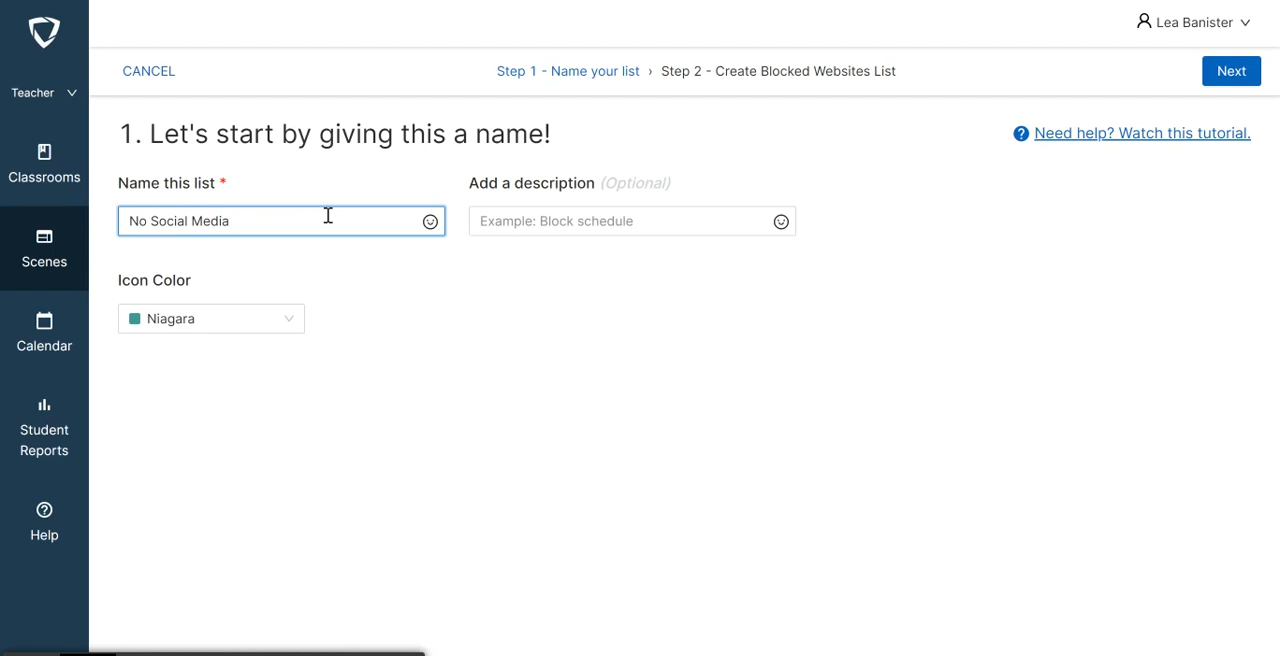 Lea Banister
CANCEL
Step 1 - Name your list › Step 2 - Create Blocked Websites List
Next
Teacher
Classrooms
Scenes
Calendar
Student
Reports
Help
1. Let's start by giving this a name!
Need help? Watch this tutorial.
Name this list *
Add a description (Optional)
No Social Media
Example: Block schedule
Icon Color
Niagara